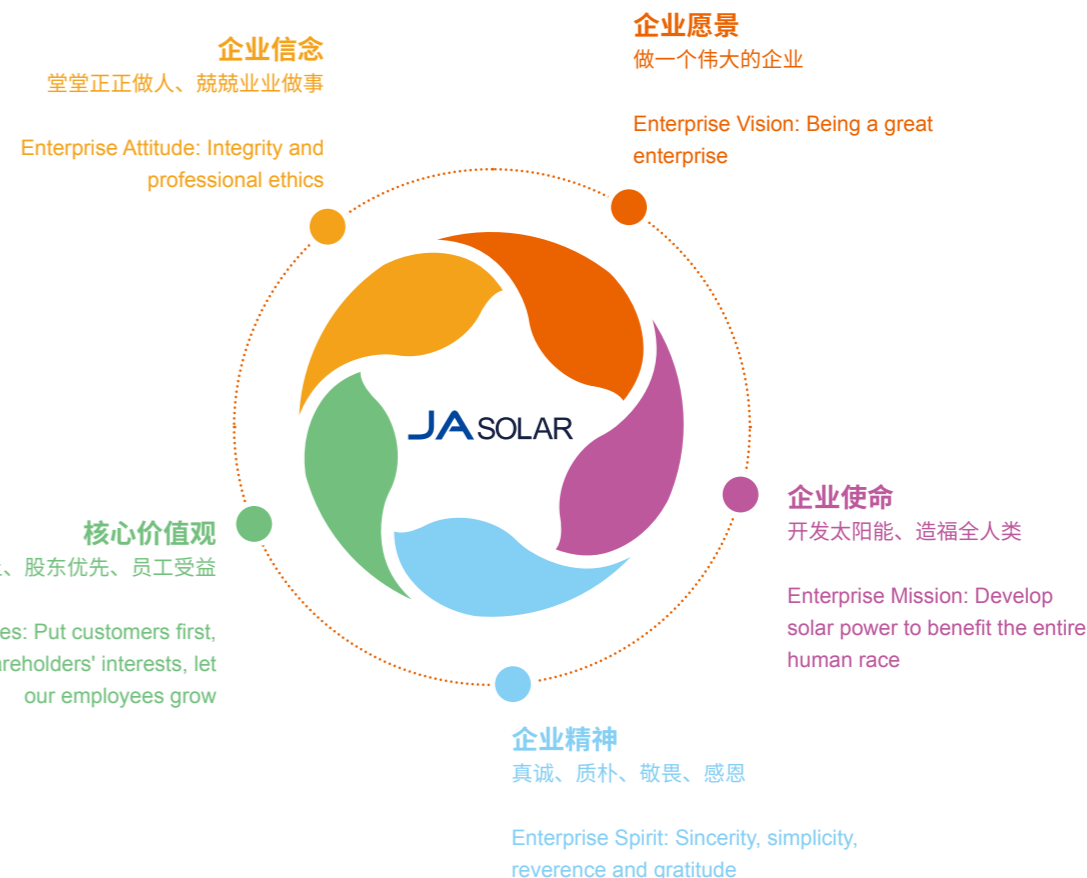 企业信念
堂堂正正做人、兢兢业业做事
Enterprise Attitude: Integrity and
professional ethics
企业愿景
做一个伟大的企业
Enterprise Vision: Being a great
enterprise
JA SOLAR
企业使命
开发太阳能、造福全人类
Enterprise Mission: Develop
solar power to benefit the entire
human race
核心价值观
、股东优先、员工受益
Put customers first,
interests, let
our employees grow
企业精神
真诚、质朴、敬畏、感恩
Enterprise Spirit: Sincerity, simplicity,
reverence and gratitude